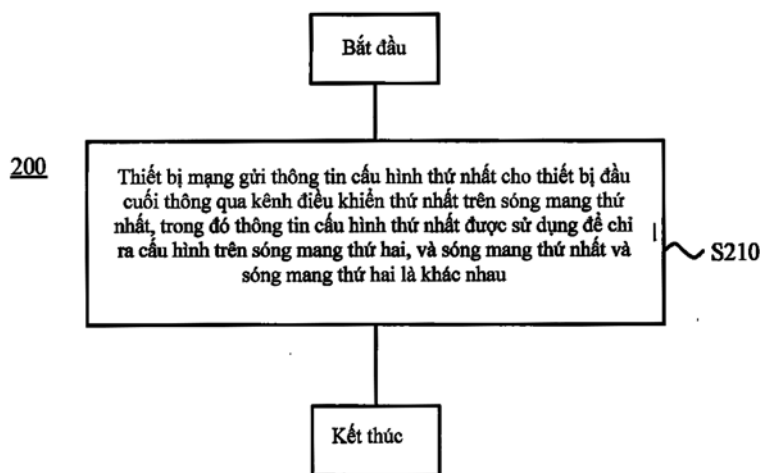 Bắt đầu
200
Thiết bị mạng gửi thông tin cấu hình thứ nhất cho thiết bị đầu
cuối thông qua kênh điều khiển thứ nhất trên sóng mang thứ
nhất, trong đó thông tin cấu hình thứ nhất được sử dụng để chỉ
ra cấu hình trên sóng mang thứ hai, và sóng mang thứ nhất và
sóng mang thứ hai là khác nhau
S210
Kết thúc